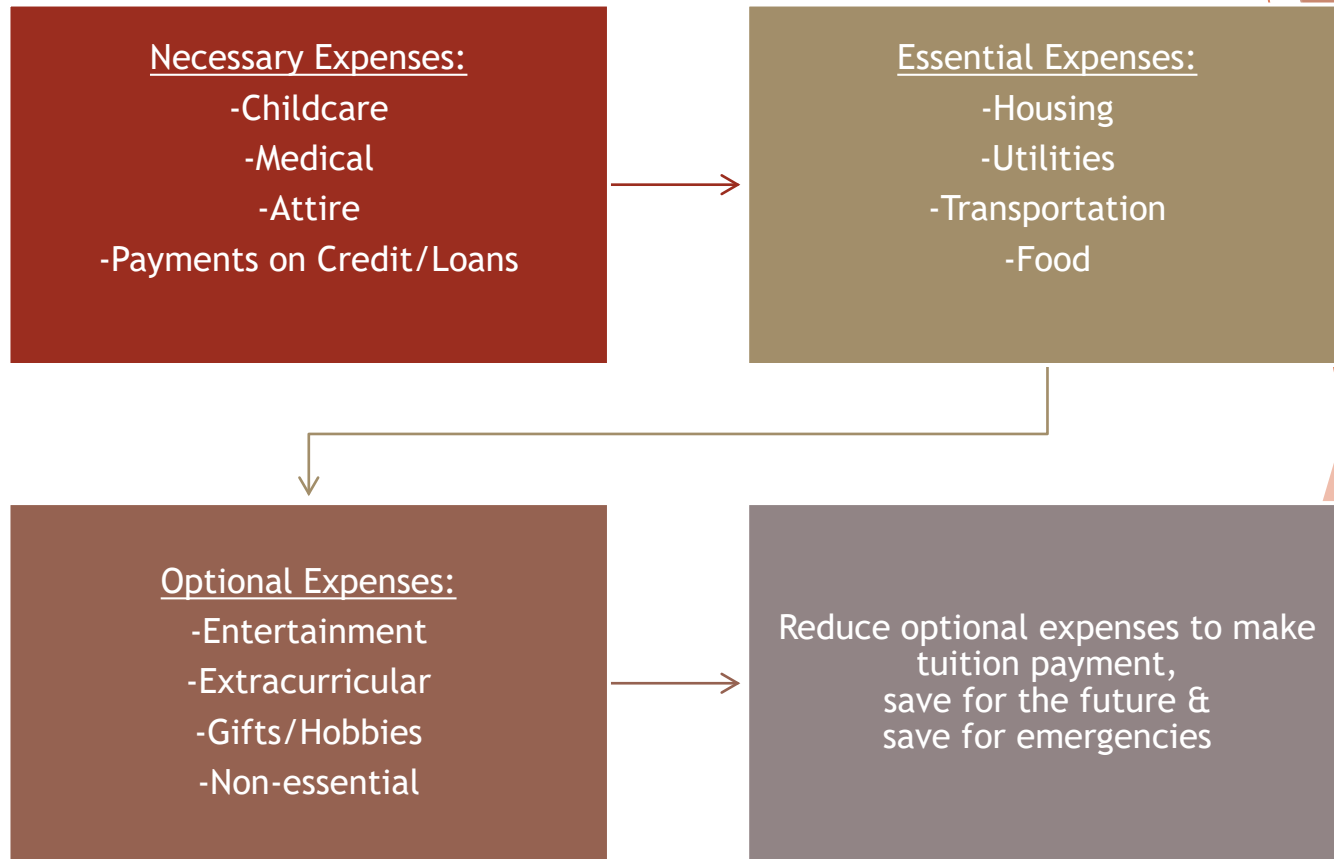 Necessary Expenses:
-Childcare
-Medical
-Attire
-Payments on Credit/Loans
Essential Expenses:
-Housing
-Utilities
-Transportation
-Food
Optional Expenses:
-Entertainment
-Extracurricular
-Gifts/Hobbies
-Non-essential
Reduce optional expenses to make
tuition payment,
save for the future &
save for emergencies